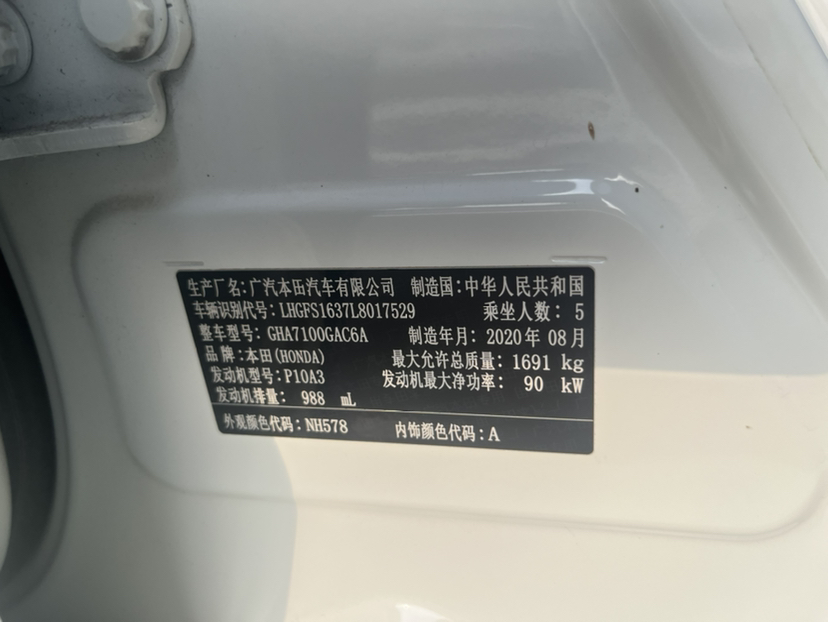 生产厂名:广汽本田汽车有限公司 制造国:中华人民共和国
车辆识别代号:LHGFS1637L8017529 乘坐人数:5
整车型号:GHA7100GAC6A 制造年月:2020年08月
品牌:本田(HONDA) 最大允许总质量:1691 kg
发动机型号:P10A3 发动机最大净功率: 90 kW
发动机排量: 988 mL
外观颜色代码:NH578 内饰颜色代码:A